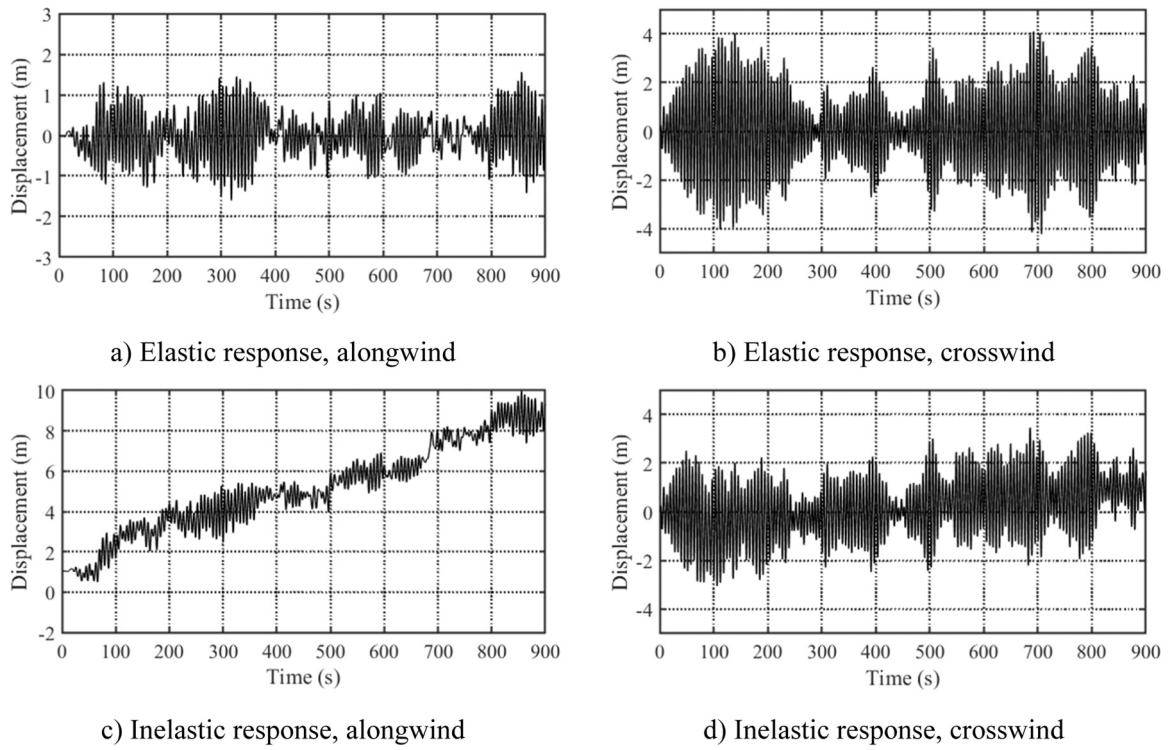 3
2
1
0
-1
-2
-3
Displacement (m)
0 100 200 300 400 500 600 700 800 900
Time (s)
a) Elastic response, alongwind
4
2
0
-2
-4
Displacement (m)
0 100 200 300 400 500 600 700 800 900
Time (s)
b) Elastic response, crosswind
10
8
6
4
2
0
-2
Displacement (m)
0 100 200 300 400 500 600 700 800 900
Time (s)
c) Inelastic response, alongwind
4
2
0
-2
-4
Displacement (m)
0 100 200 300 400 500 600 700 800 900
Time (s)
d) Inelastic response, crosswind